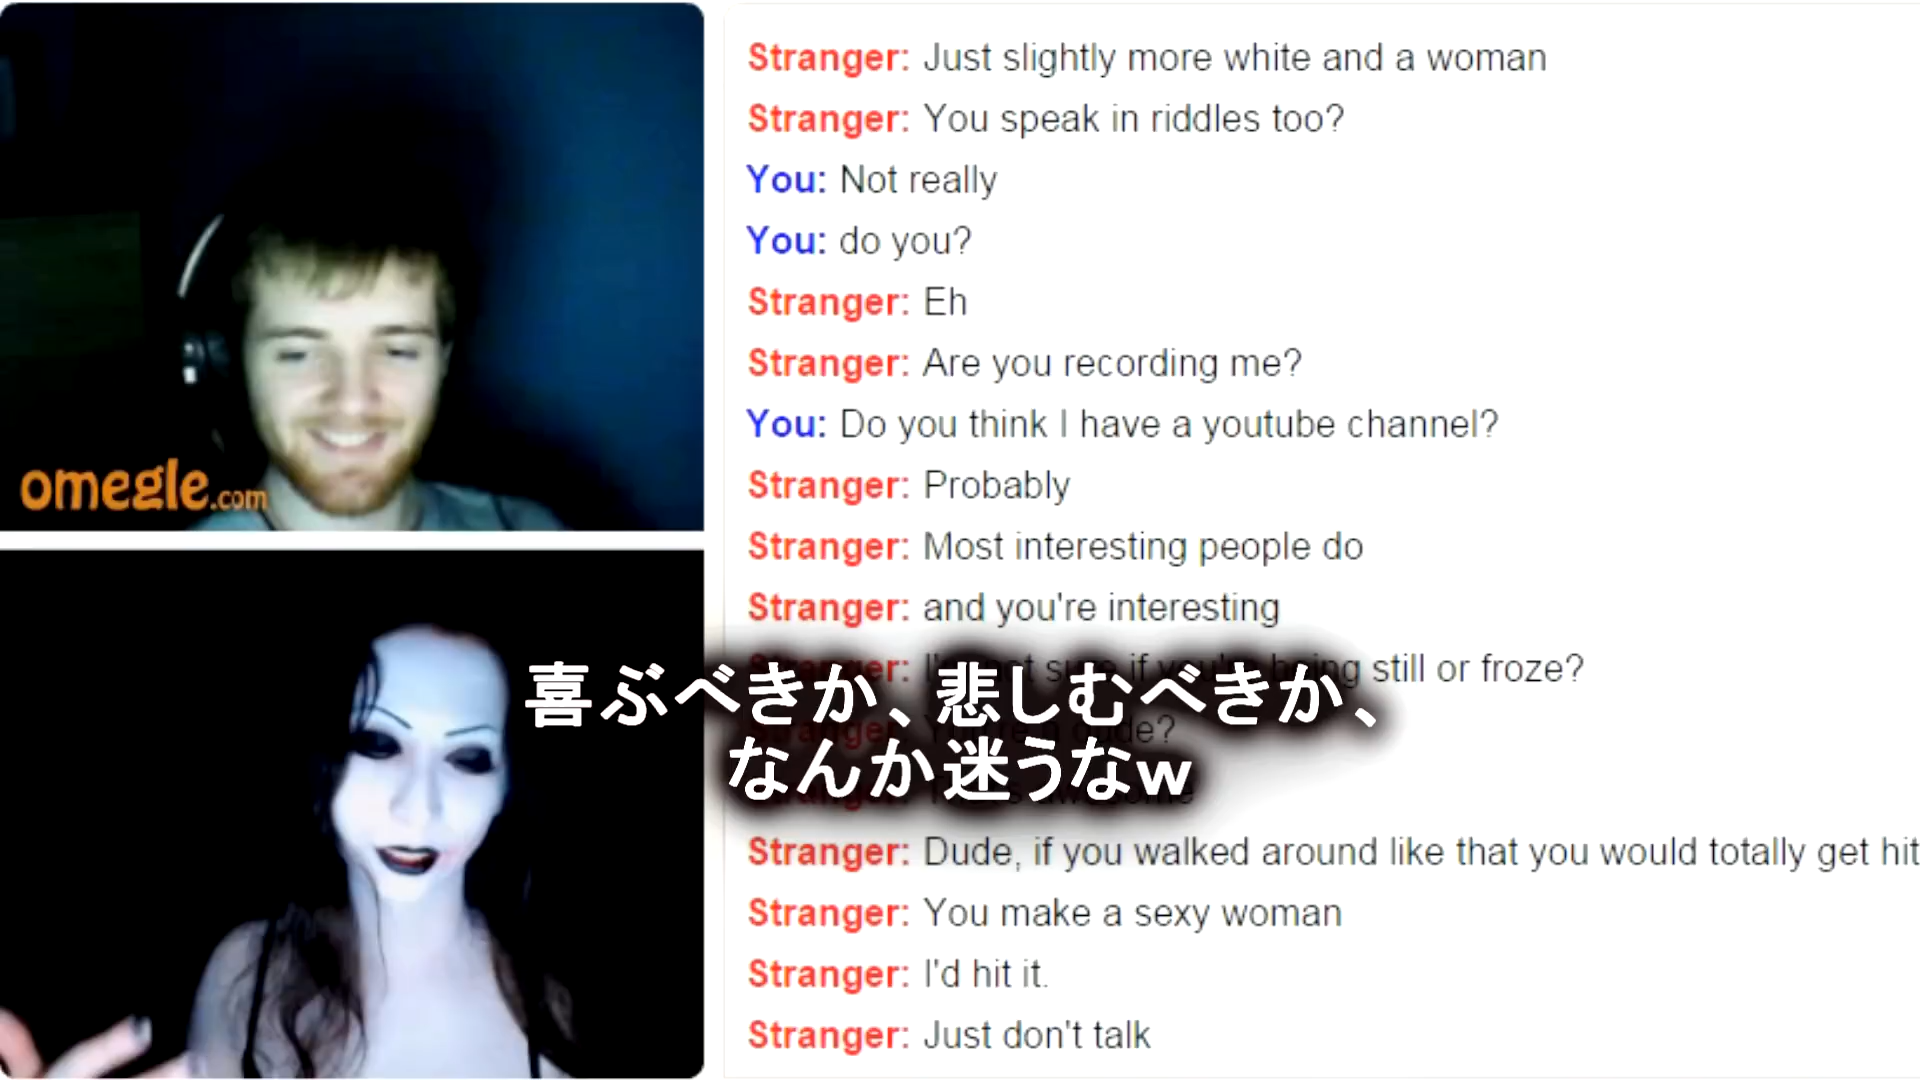 Stranger: Just slightly more white and a woman
Stranger: You speak in riddles too?
You: Not really
You: do you?
Stranger: Eh
Stranger: Are you recording me?
You: Do you think I have a youtube channel?
Stranger: Probably
Stranger: Most interesting people do
Stranger: and you're interesting
still or froze?
喜ぶべきか、悲しむべきか、
なんか迷うなw
Stranger: Dude, if you walked around like that you would totally get hit
Stranger: You make a sexy woman
Stranger: I'd hit it.
Stranger: Just don't talk
omegle.com